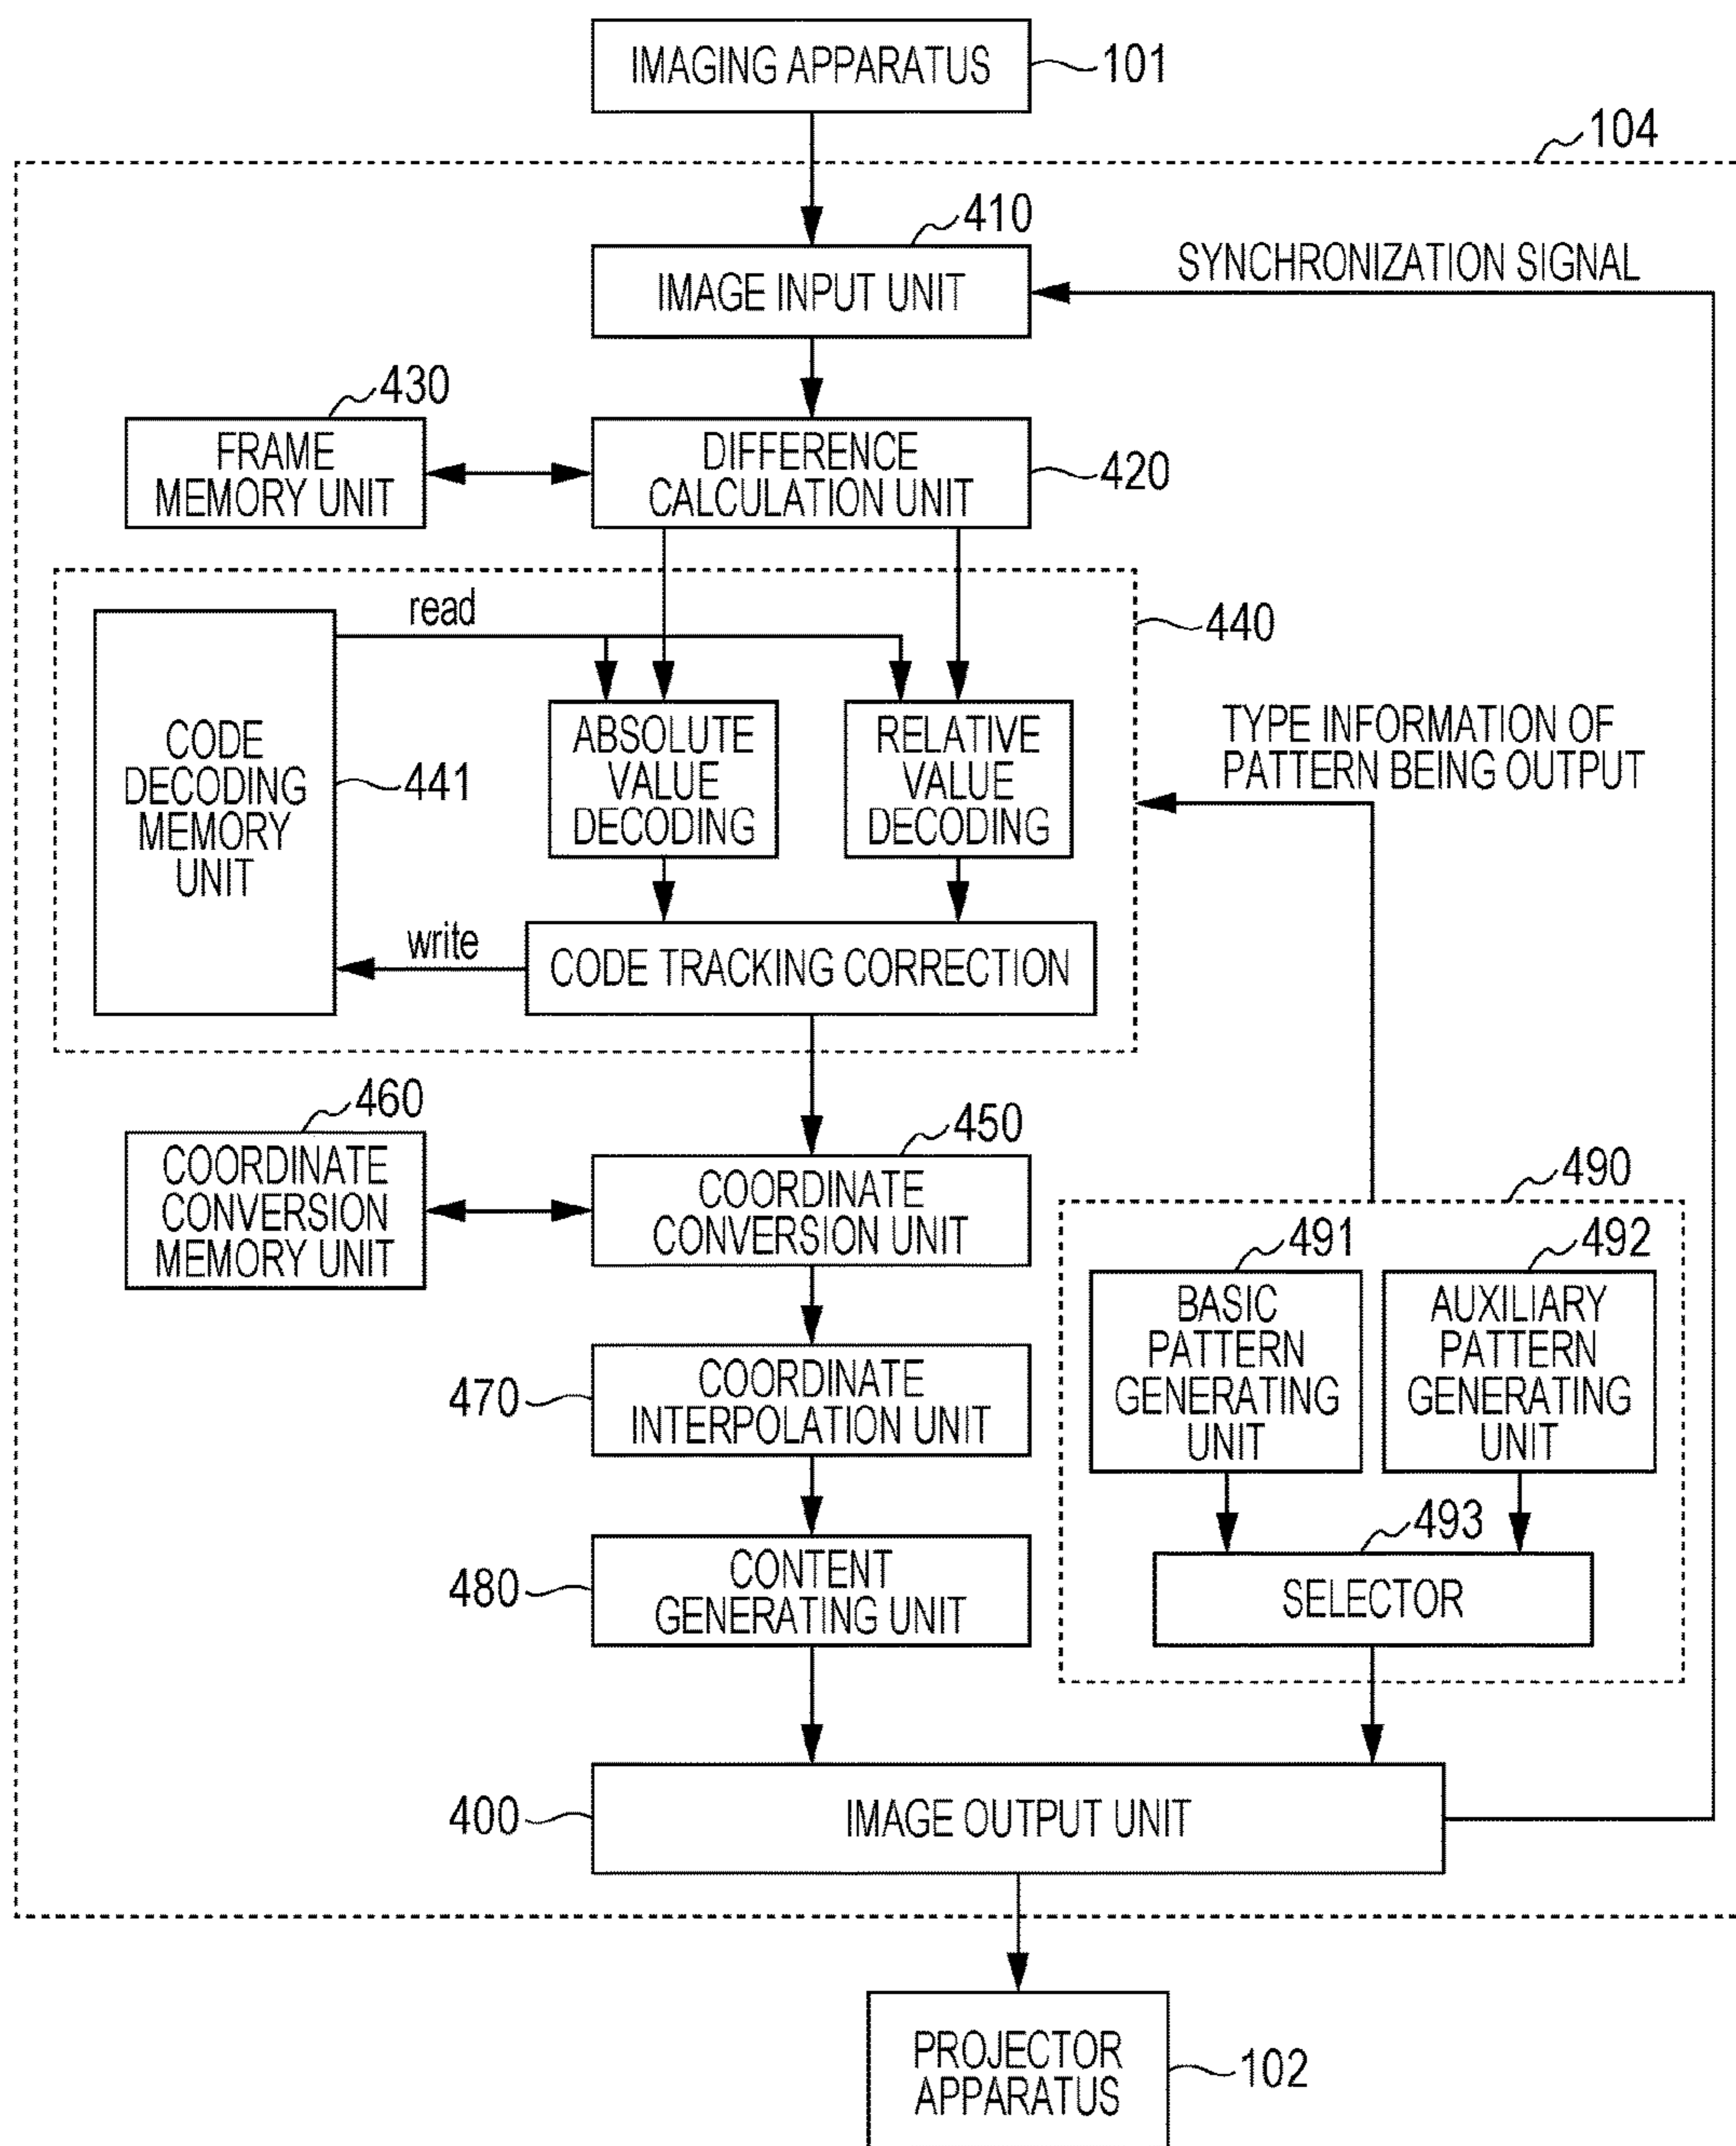 IMAGING APPARATUS
101
104
410
IMAGE INPUT UNIT
SYNCHRONIZATION SIGNAL
430
FRAME
MEMORY UNIT
DIFFERENCE
CALCULATION UNIT
420
read
440
CODE
DECODING
MEMORY
UNIT
441
ABSOLUTE
VALUE
DECODING
RELATIVE
VALUE
DECODING
TYPE INFORMATION OF
PATTERN BEING OUTPUT
write
CODE TRACKING CORRECTION
460
COORDINATE
CONVERSION
MEMORY UNIT
450
COORDINATE
CONVERSION UNIT
490
491
BASIC
PATTERN
GENERATING
UNIT
492
AUXILIARY
PATTERN
GENERATING
UNIT
470
COORDINATE
INTERPOLATION UNIT
493
SELECTOR
480
CONTENT
GENERATING UNIT
400
IMAGE OUTPUT UNIT
PROJECTOR
APPARATUS
102